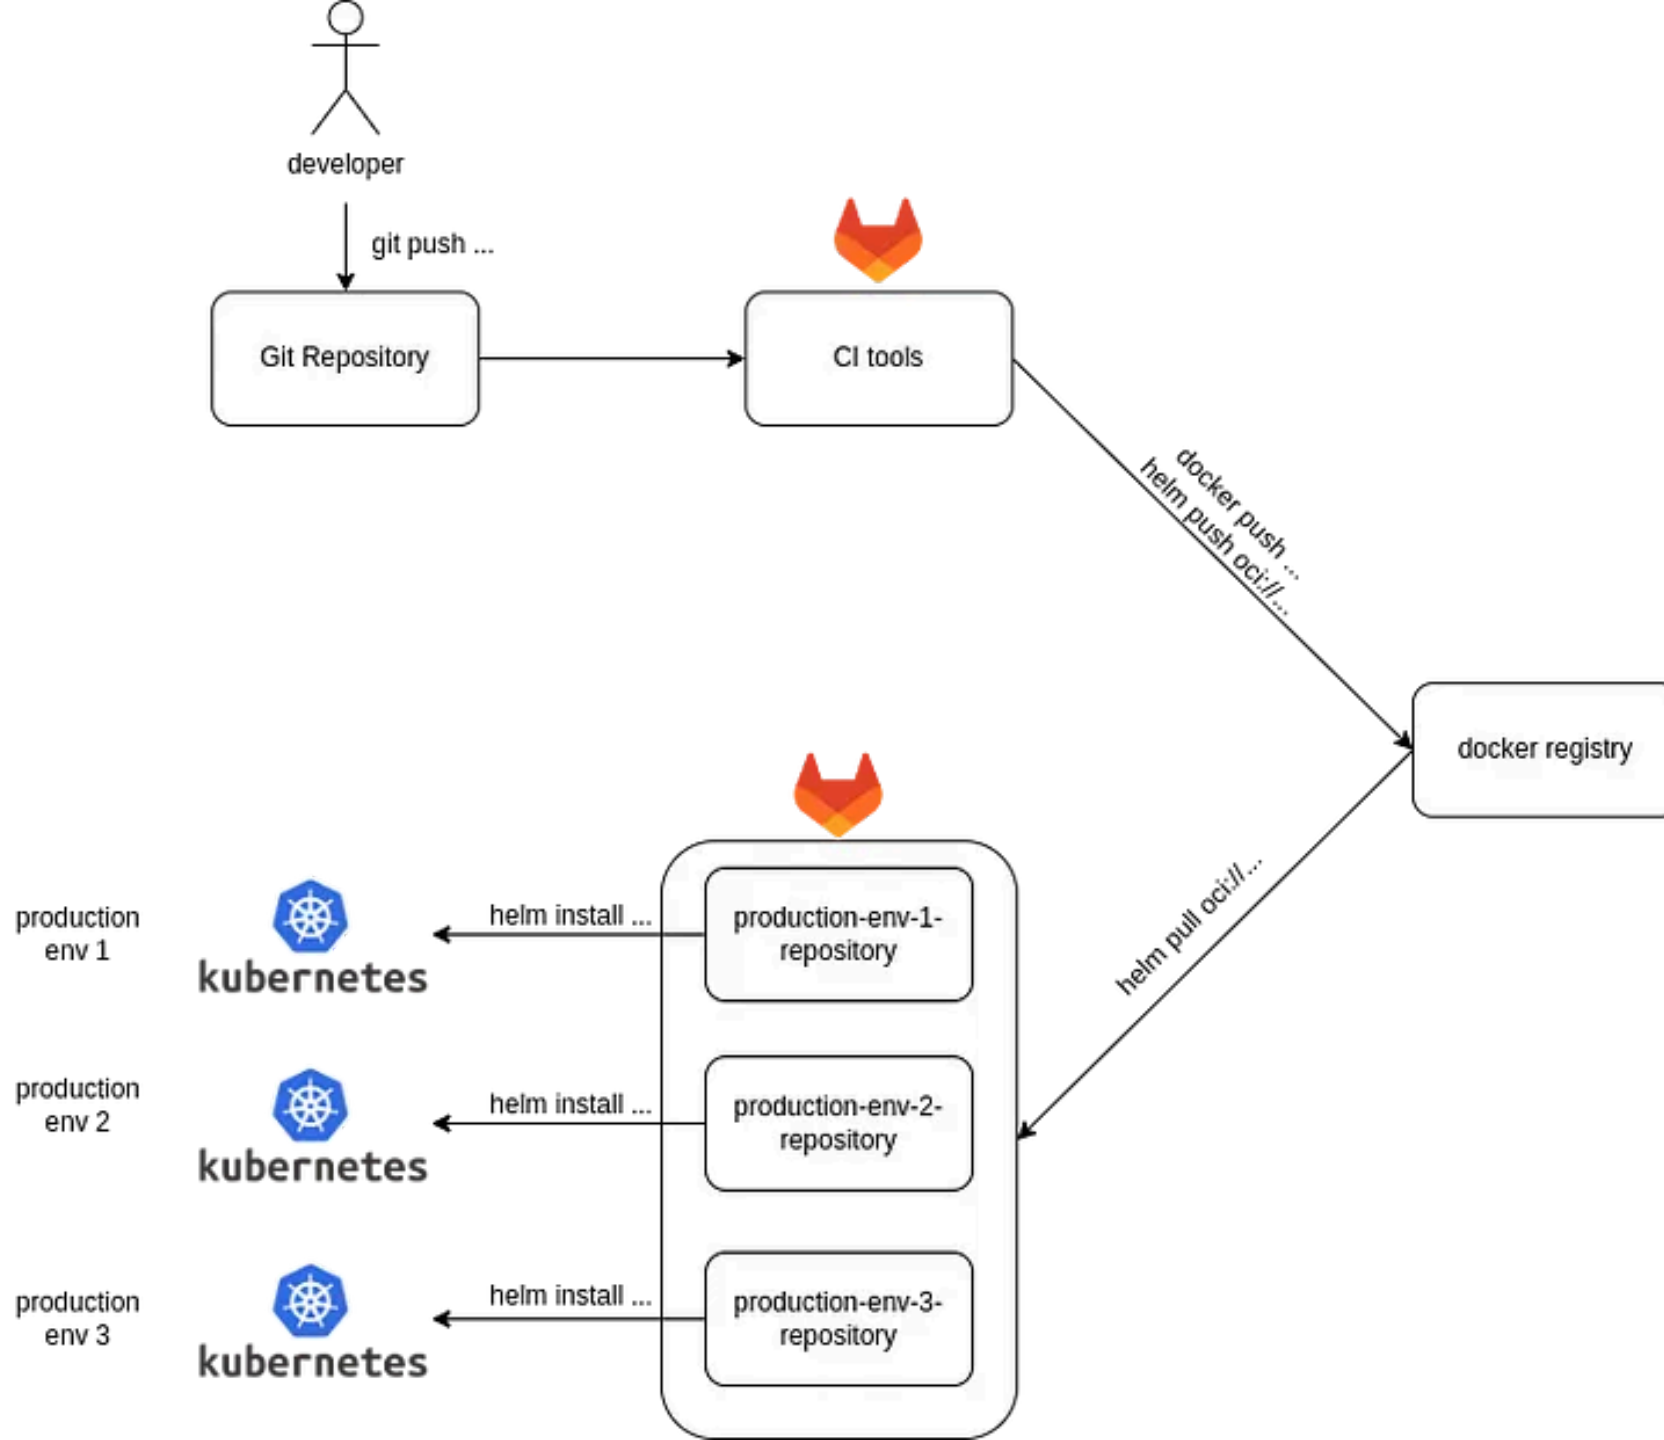 developer
git push ...
Git Repository
CI tools
docker push ...
helm push oci://...
docker registry
helm pull oci://...
production
env 1
kubernetes
helm install ...
production-env-1-
repository
production
env 2
kubernetes
helm install ...
production-env-2-
repository
production
env 3
kubernetes
helm install ...
production-env-3-
repository